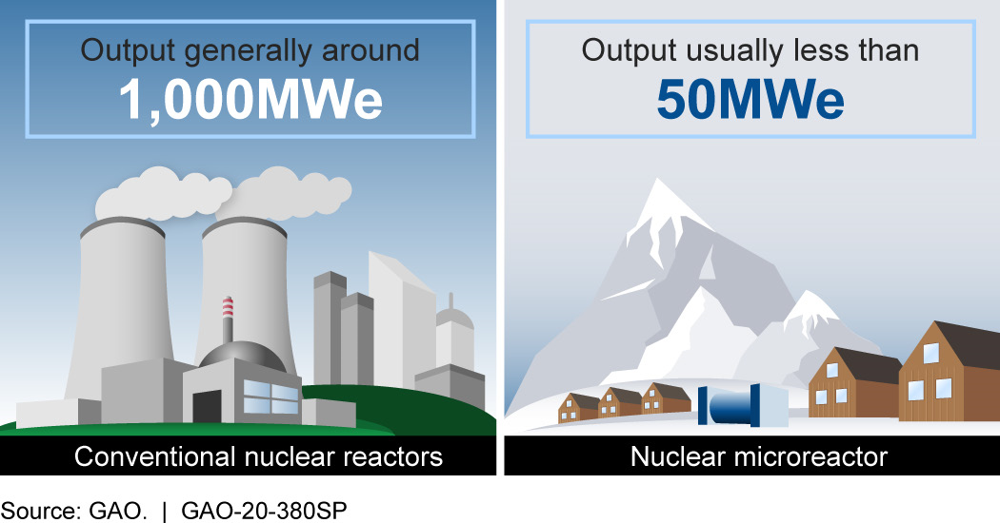 Output generally around
1,000MWe
Output usually less than
50MWe
Conventional nuclear reactors
Nuclear microreactor
Source: GAO. | GAO-20-380SP